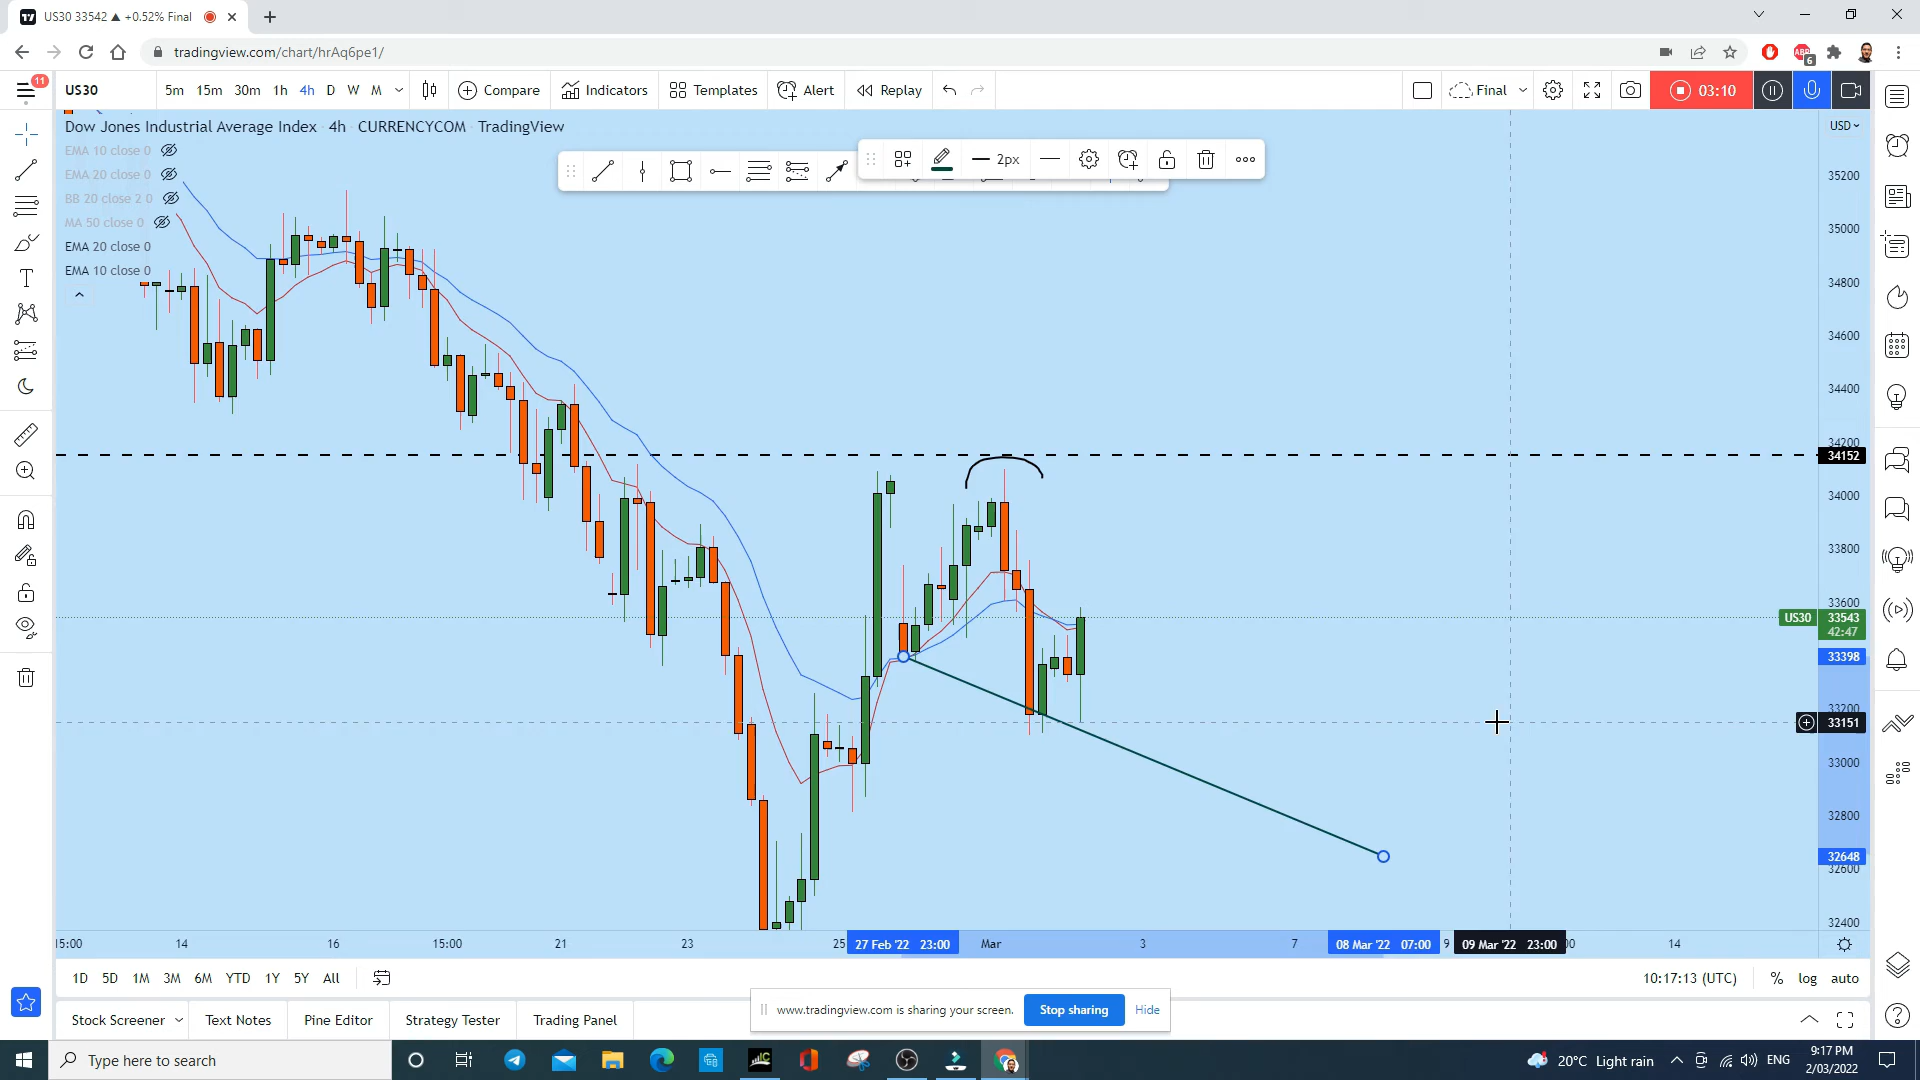 US30 33542 ▲ +0.52% Final
tradingview.com/chart/hrAq6pe1/
6
11
US30 5m 15m 30m 1h 4h D W M Compare Indicators Templates Alert Replay Final 03:10
Dow Jones Industrial Average Index 4h CURRENCYCOM TradingView
USD
EMA 10 close 0
EMA 20 close 0
BB 20 close 2 0
MA 50 close 0
EMA 20 close 0
EMA 10 close 0
2px
35200
35000
34800
34600
34400
34200
34152
34000
33800
33600
US30 33543
42:47
33398
33200
33151
33000
32800
32648
32600
32400
15:00 14 16 15:00 21 23 25 27 Feb '22 23:00 Mar 3 7 08 Mar '22 07:00 9 09 Mar '22 23:00 14
1D 5D 1M 3M 6M YTD 1Y 5Y All 10:17:13 (UTC) % log auto
www.tradingview.com is sharing your screen. Stop sharing Hide
Stock Screener Text Notes Pine Editor Strategy Tester Trading Panel
Type here to search
20°C Light rain ENG 9:17 PM
2/03/2022